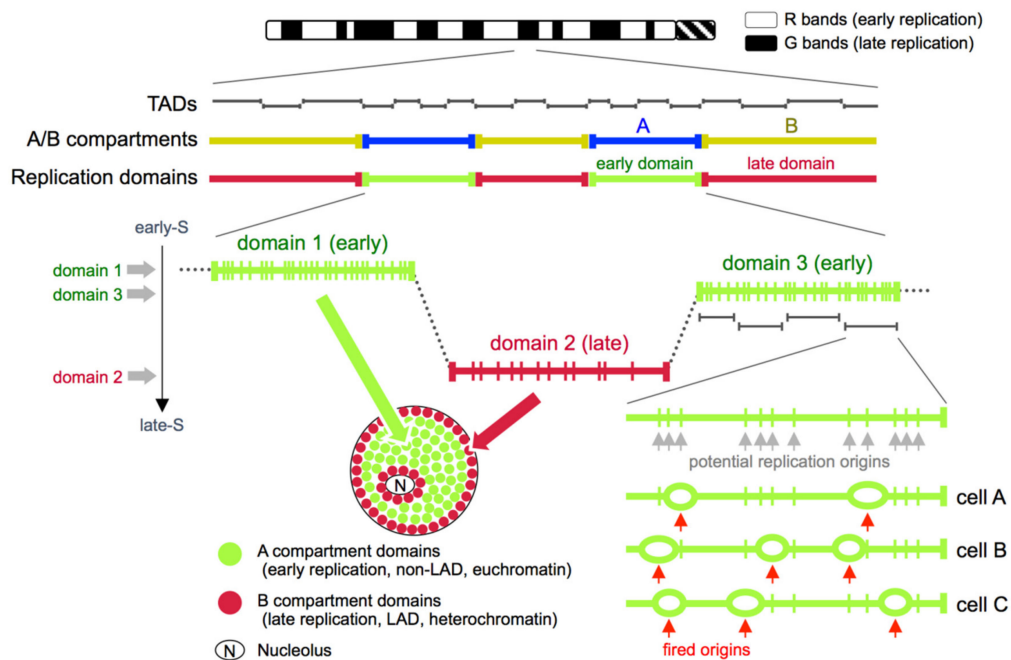 R bands (early replication)
G bands (late replication)
TADs
A/B compartments
A
B
Replication domains
early domain
late domain
early-S
domain 1
domain 3
domain 2
late-S
domain 1 (early)
domain 3 (early)
domain 2 (late)
N
potential replication origins
cell A
cell B
cell C
fired origins
A compartment domains
(early replication, non-LAD, euchromatin)
B compartment domains
(late replication, LAD, heterochromatin)
N
Nucleolus